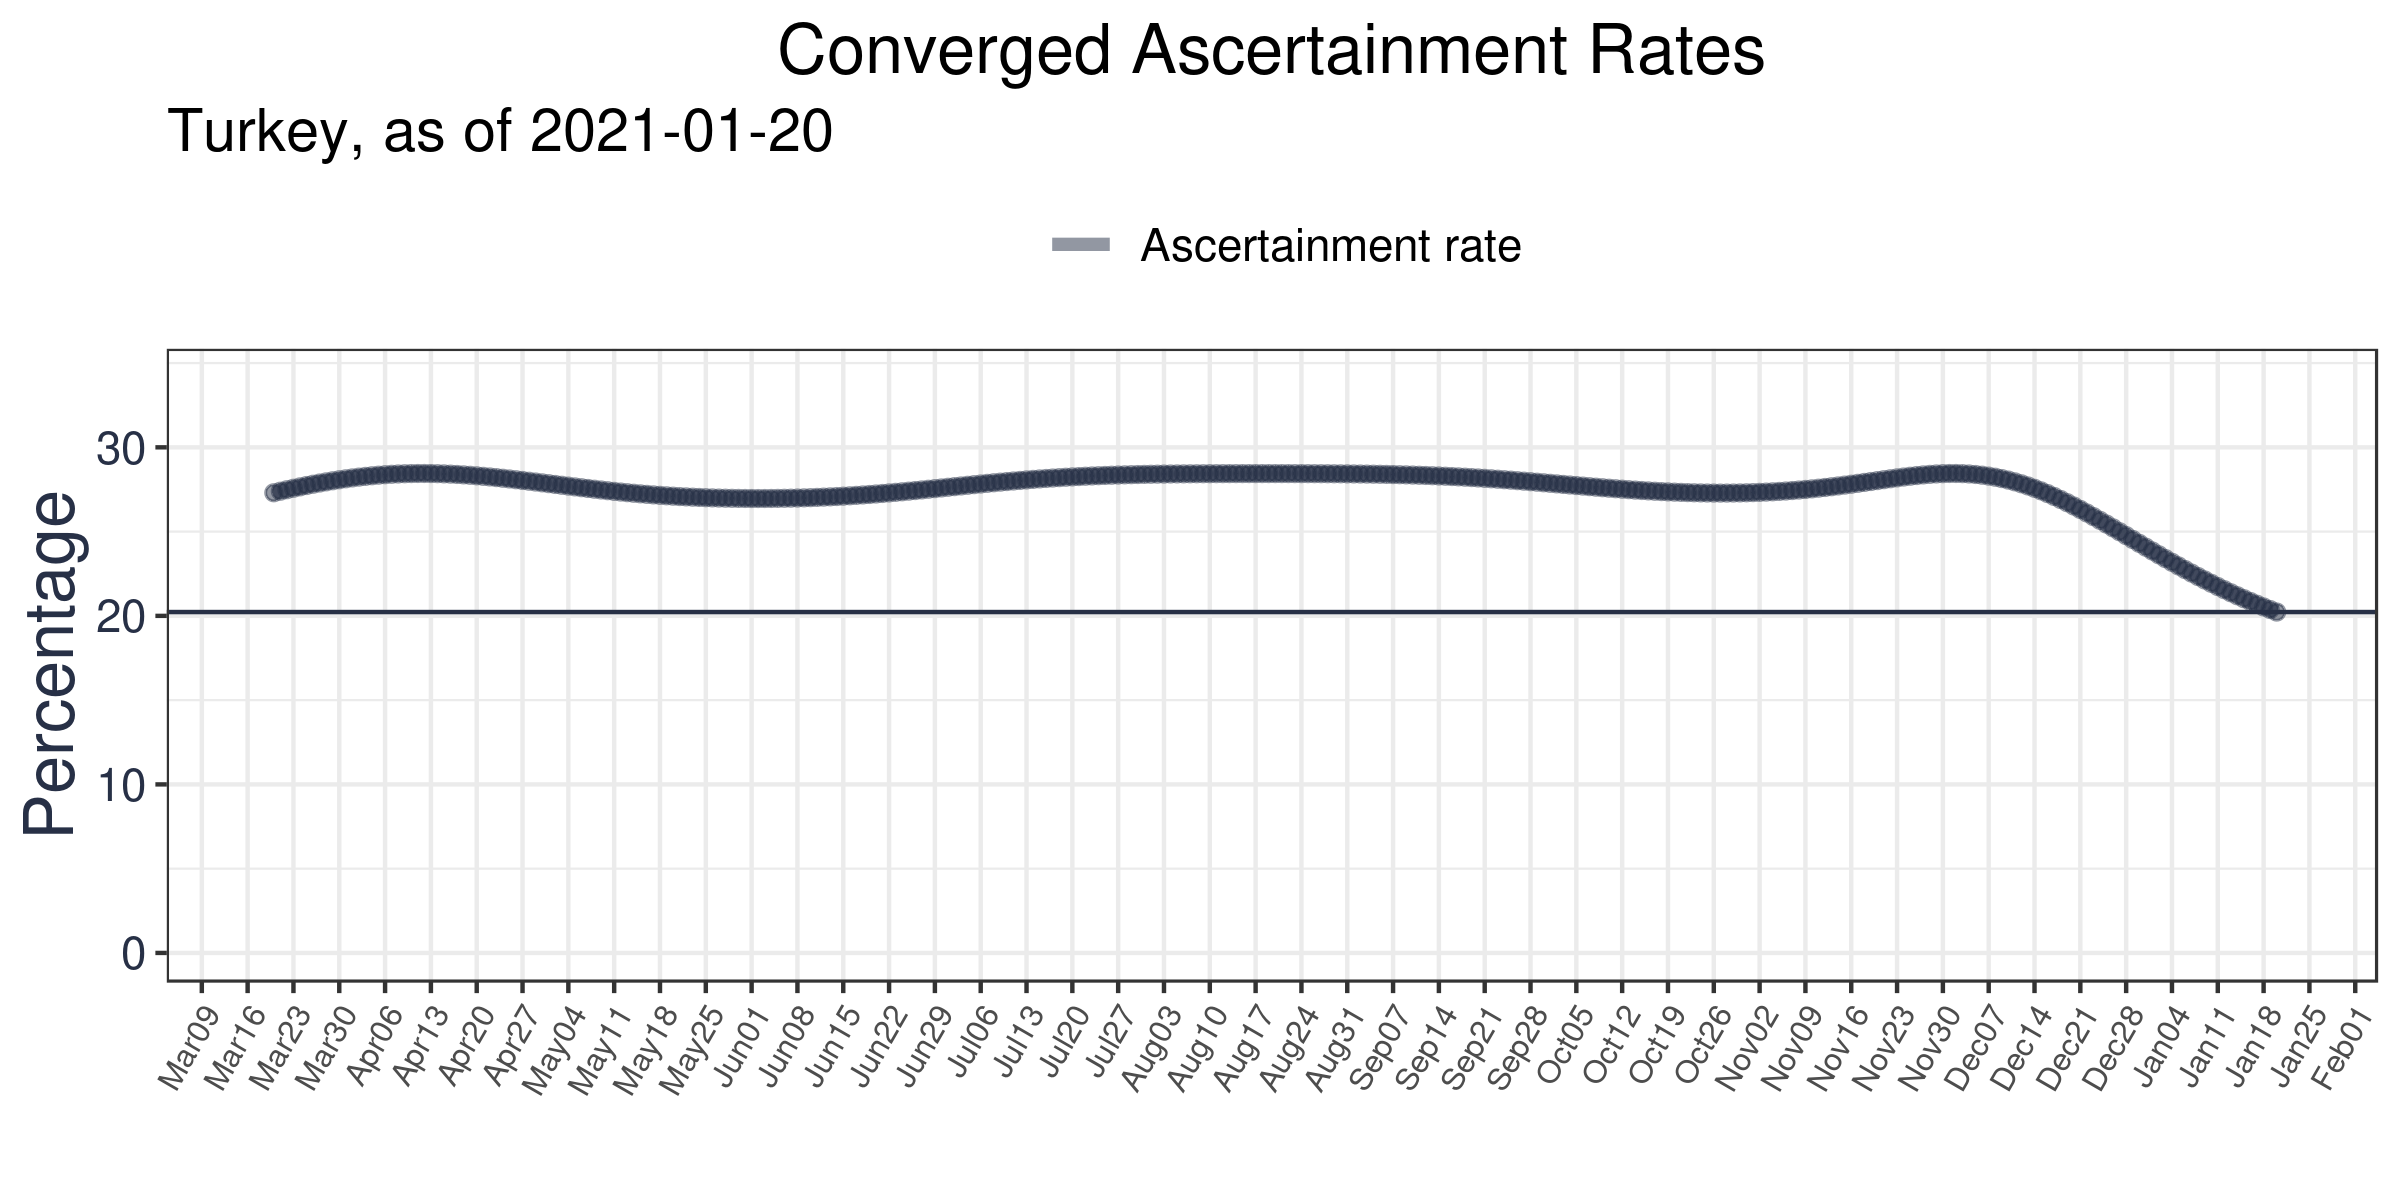 Converged Ascertainment Rates
Turkey, as of 2021-01-20
Ascertainment rate
Percentage
30
20
10
0
Mar09 Mar16 Mar23 Mar30 Apr06 Apr13 Apr20 Apr27 May04 May11 May18 May25 Jun01 Jun08 Jun15 Jun22 Jun29 Jul06 Jul13 Jul20 Jul27 Aug03 Aug10 Aug17 Aug24 Aug31 Sep07 Sep14 Sep21 Sep28 Oct05 Oct12 Oct19 Oct26 Nov02 Nov09 Nov16 Nov23 Nov30 Dec07 Dec14 Dec21 Dec28 Jan04 Jan11 Jan18 Jan25 Feb01